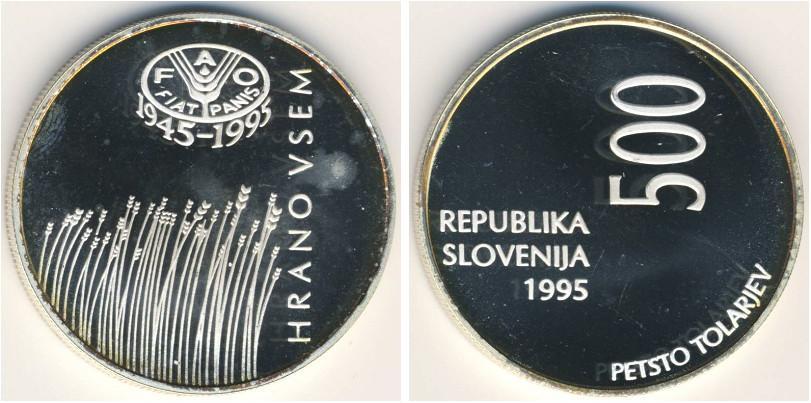 FAO
FIAT PANIS
1945-1995
HRANO VSEM
500
REPUBLIKA
SLOVENIJA
1995
PETSTO TOLARJEV